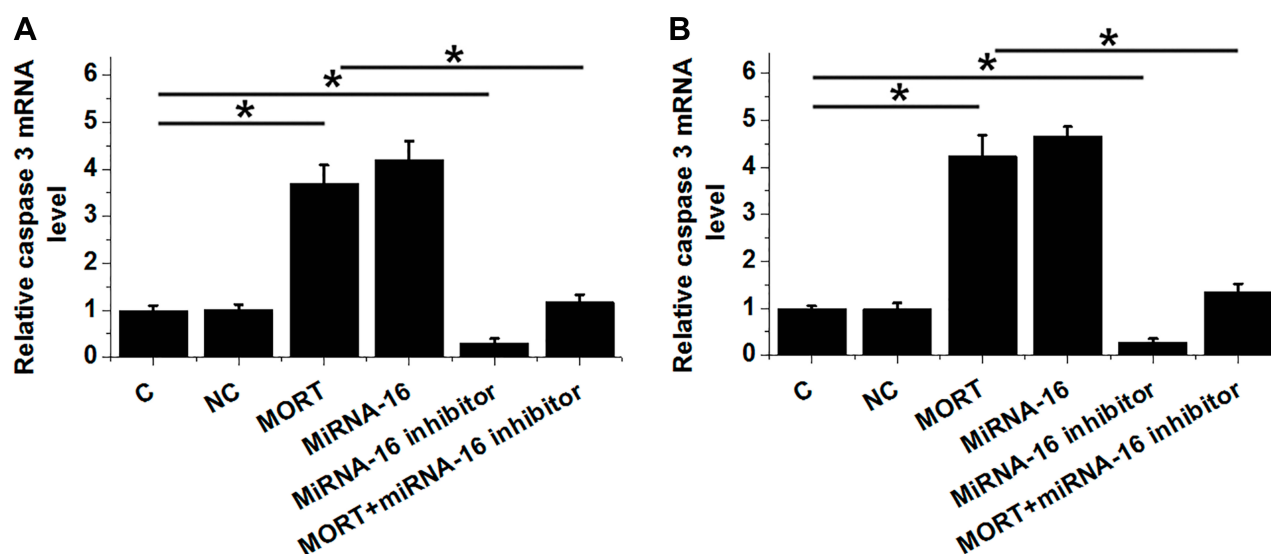 A
Relative caspase 3 mRNA
level
6
5
4
3
2
1
0
*
*
*
C
NC
MORT
MiRNA-16
MiRNA-16 inhibitor
MORT+miRNA-16 inhibitor
B
Relative caspase 3 mRNA
level
6
5
4
3
2
1
0
*
*
*
C
NC
MORT
MiRNA-16
MiRNA-16 inhibitor
MORT+miRNA-16 inhibitor